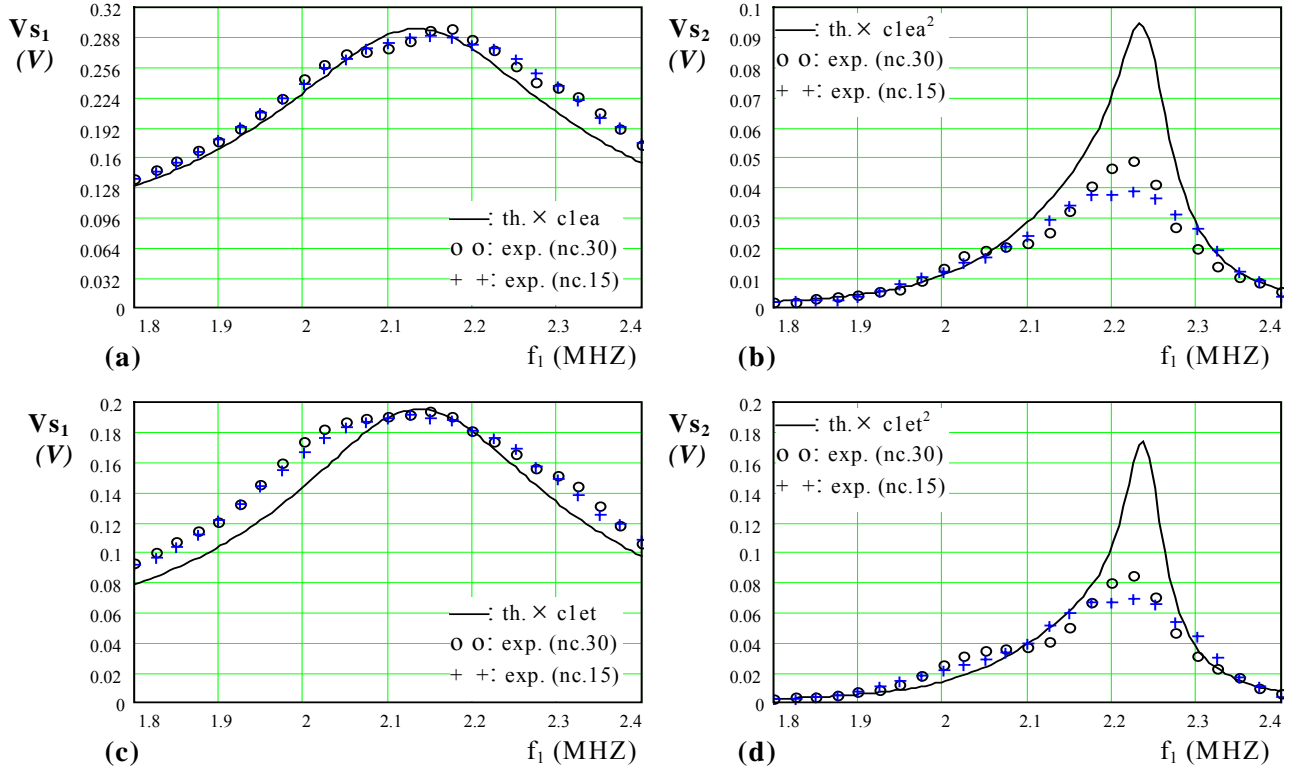 Vs1
(V)
0.32
0.288
0.256
0.224
0.192
0.16
0.128
0.096
0.064
0.032
0
: th.× c1ea
o o: exp. (nc.30)
+ +: exp. (nc.15)
1.8 1.9 2 2.1 2.2 2.3 2.4
(a) f1 (MHZ)
Vs2
(V)
0.1
0.09
0.08
0.07
0.06
0.05
0.04
0.03
0.02
0.01
0
: th.× c1ea²
o o: exp. (nc.30)
+ +: exp. (nc.15)
1.8 1.9 2 2.1 2.2 2.3 2.4
(b) f1 (MHZ)
Vs1
(V)
0.2
0.18
0.16
0.14
0.12
0.1
0.08
0.06
0.04
0.02
0
: th.× c1et
o o: exp. (nc.30)
+ +: exp. (nc.15)
1.8 1.9 2 2.1 2.2 2.3 2.4
(c) f1 (MHZ)
Vs2
(V)
0.2
0.18
0.16
0.14
0.12
0.1
0.08
0.06
0.04
0.02
0
: th.× c1et²
o o: exp. (nc.30)
+ +: exp. (nc.15)
1.8 1.9 2 2.1 2.2 2.3 2.4
(d) f1 (MHZ)